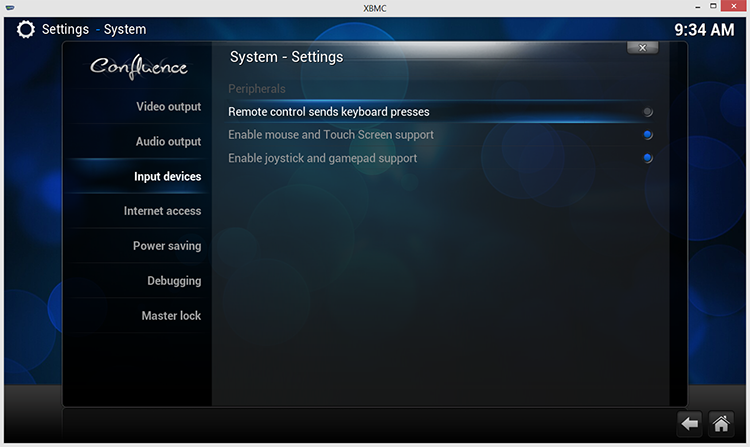 XBMC
Settings - System
9:34 AM
Confluence
System - Settings
Video output
Audio output
Input devices
Internet access
Power saving
Debugging
Master lock
Peripherals
Remote control sends keyboard presses
Enable mouse and Touch Screen support
Enable joystick and gamepad support